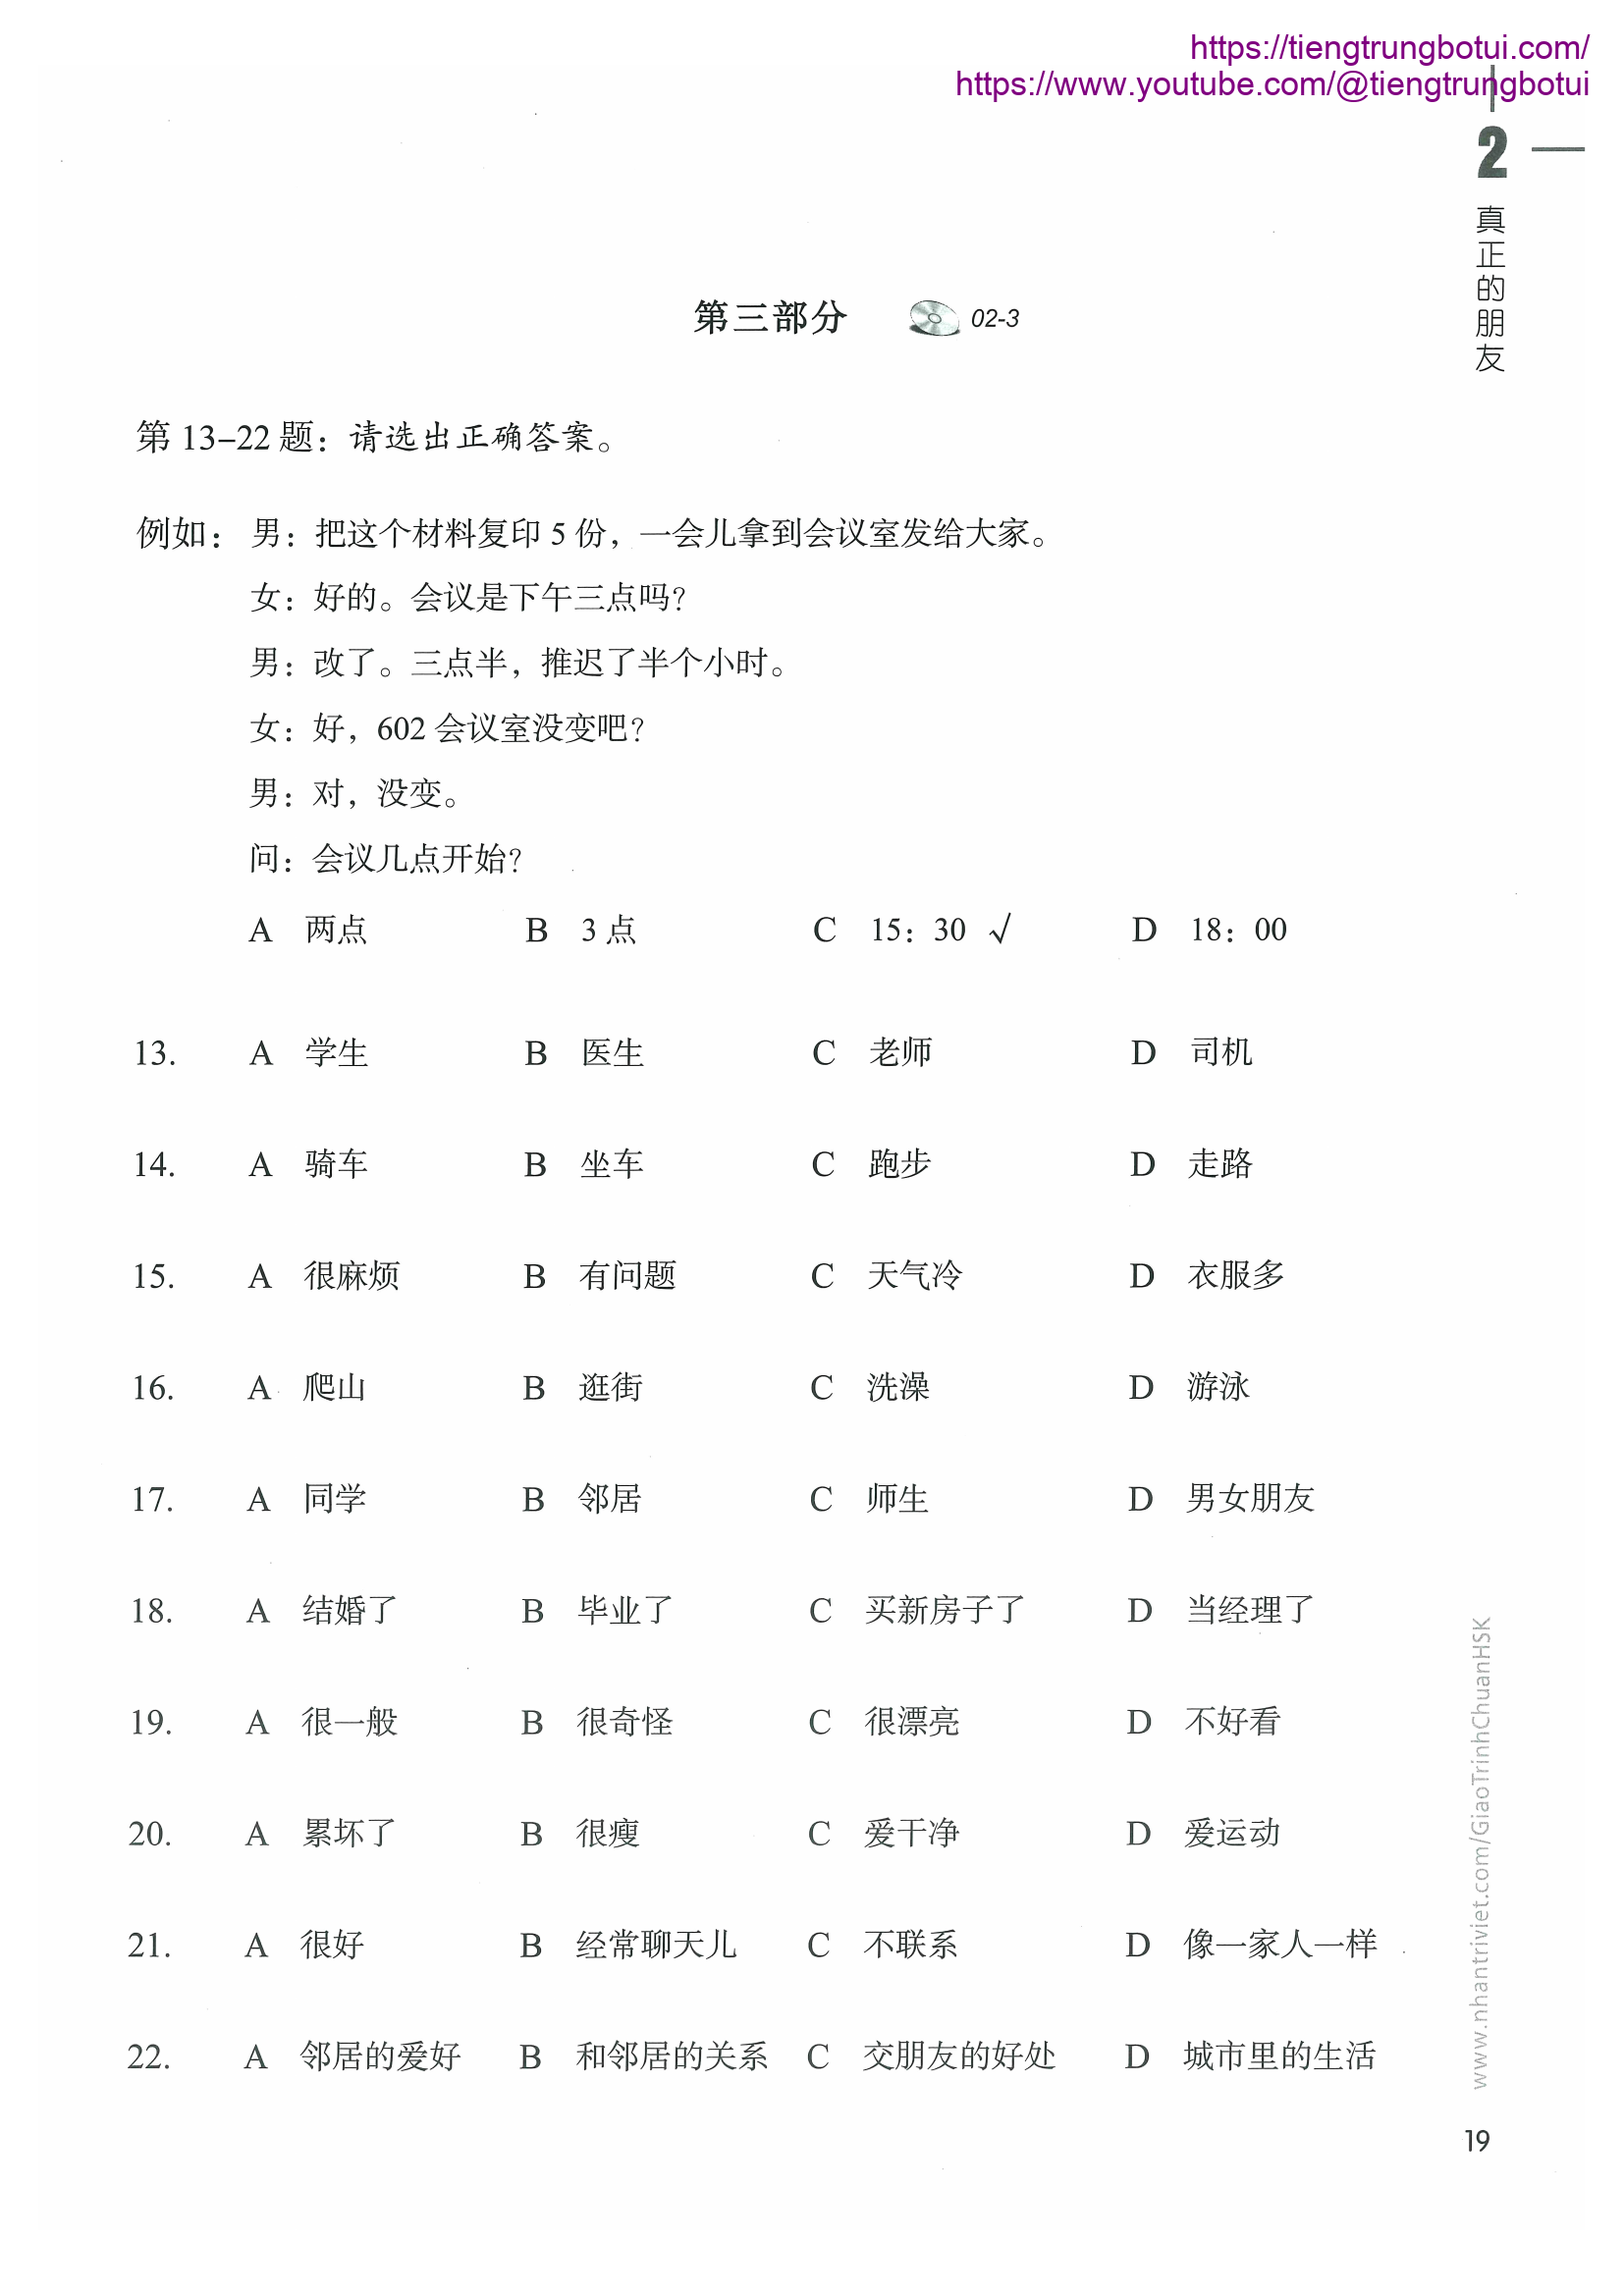 https://tiengtrungbotui.com/
https://www.youtube.com/@tiengtrungbotui
2
真正的朋友
第三部分 02-3
第 13–22 题：请选出正确答案。
例如：男：把这个材料复印 5 份，一会儿拿到会议室发给大家。
女：好的。会议是下午三点吗？
男：改了。三点半，推迟了半个小时。
女：好，602 会议室没变吧？
男：对，没变。
问：会议几点开始？
A 两点 B 3 点 C 15：30 √ D 18：00
13. A 学生 B 医生 C 老师 D 司机
14. A 骑车 B 坐车 C 跑步 D 走路
15. A 很麻烦 B 有问题 C 天气冷 D 衣服多
16. A 爬山 B 逛街 C 洗澡 D 游泳
17. A 同学 B 邻居 C 师生 D 男女朋友
18. A 结婚了 B 毕业了 C 买新房子了 D 当经理了
19. A 很一般 B 很奇怪 C 很漂亮 D 不好看
20. A 累坏了 B 很瘦 C 爱干净 D 爱运动
21. A 很好 B 经常聊天儿 C 不联系 D 像一家人一样
22. A 邻居的爱好 B 和邻居的关系 C 交朋友的好处 D 城市里的生活
www.nhantriviet.com/GiaoTrinhChuanHSK
19